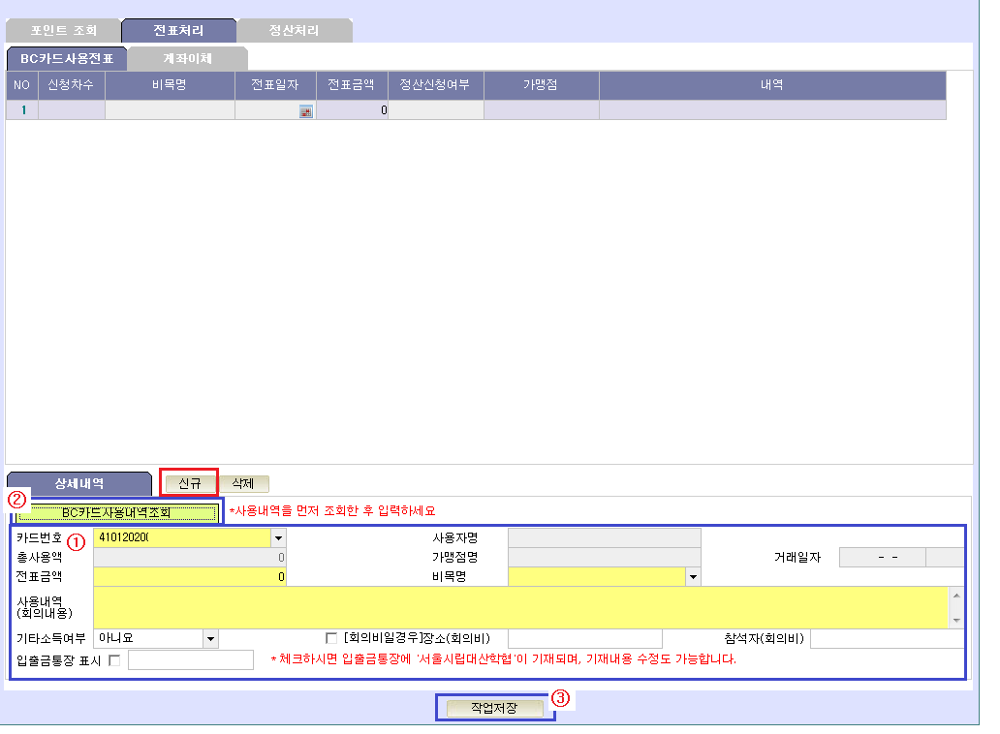 포인트 조회 전표처리 정산처리
BC카드사용전표 계좌이체
NO 신청차수 비목명 전표일자 전표금액 정산신청여부 가맹점 내역
1 0
상세내역 신규 삭제
② BC카드사용내역조회 *사용내역을 먼저 조회한 후 입력하세요
카드번호 ① 41012020( 사용자명
총사용액 0 가맹점명 거래일자 - -
전표금액 0 비목명
사용내역
(회의내용)
기타소득여부 아니요 [회의비일경우]장소(회의비) 참석자(회의비)
입출금통장 표시 * 체크하시면 입출금통장에 '서울시립대산학협'이 기재되며, 기재내용 수정도 가능합니다.
작업저장 ③